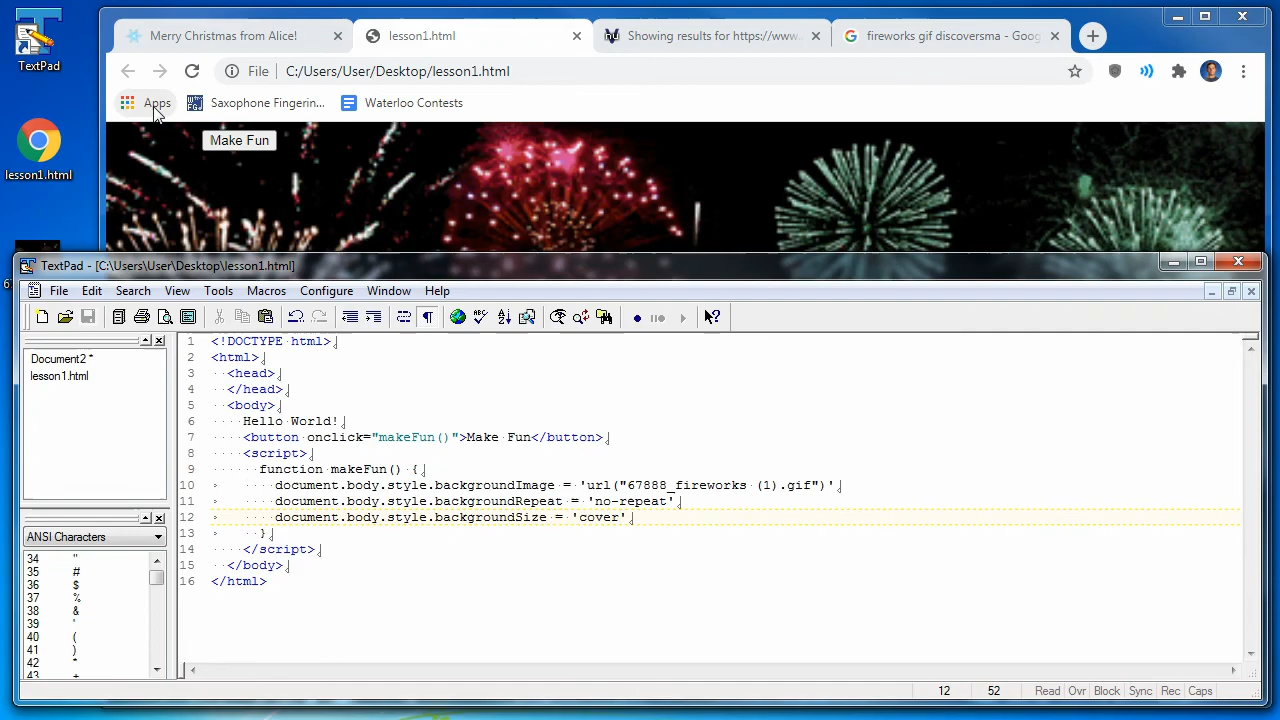 TextPad
lesson1.html
Merry Christmas from Alice!
lesson1.html
Showing results for https://www.
fireworks gif discoversma - Goog
File
C:/Users/User/Desktop/lesson1.html
Apps
Saxophone Fingerin...
Waterloo Contests
Make Fun
TextPad - [C:\Users\User\Desktop\lesson1.html]
File Edit Search View Tools Macros Configure Window Help
Document2 *
lesson1.html
1 <!DOCTYPE html>
2 <html>
3 <head>
4 </head>
5 <body>
6 Hello World!
7 <button onclick="makeFun()">Make Fun</button>
8 <script>
9 function makeFun() {
10 document.body.style.backgroundImage = 'url("67888_fireworks (1).gif")'
11 document.body.style.backgroundRepeat = 'no-repeat'
12 document.body.style.backgroundSize = 'cover'
13 }
14 </script>
15 </body>
16 </html>
ANSI Characters
34 "
35 #
36 $
37 %
38 &
39 '
40 (
41 )
42 *
43 +
12 52 Read Ovr Block Sync Rec Caps